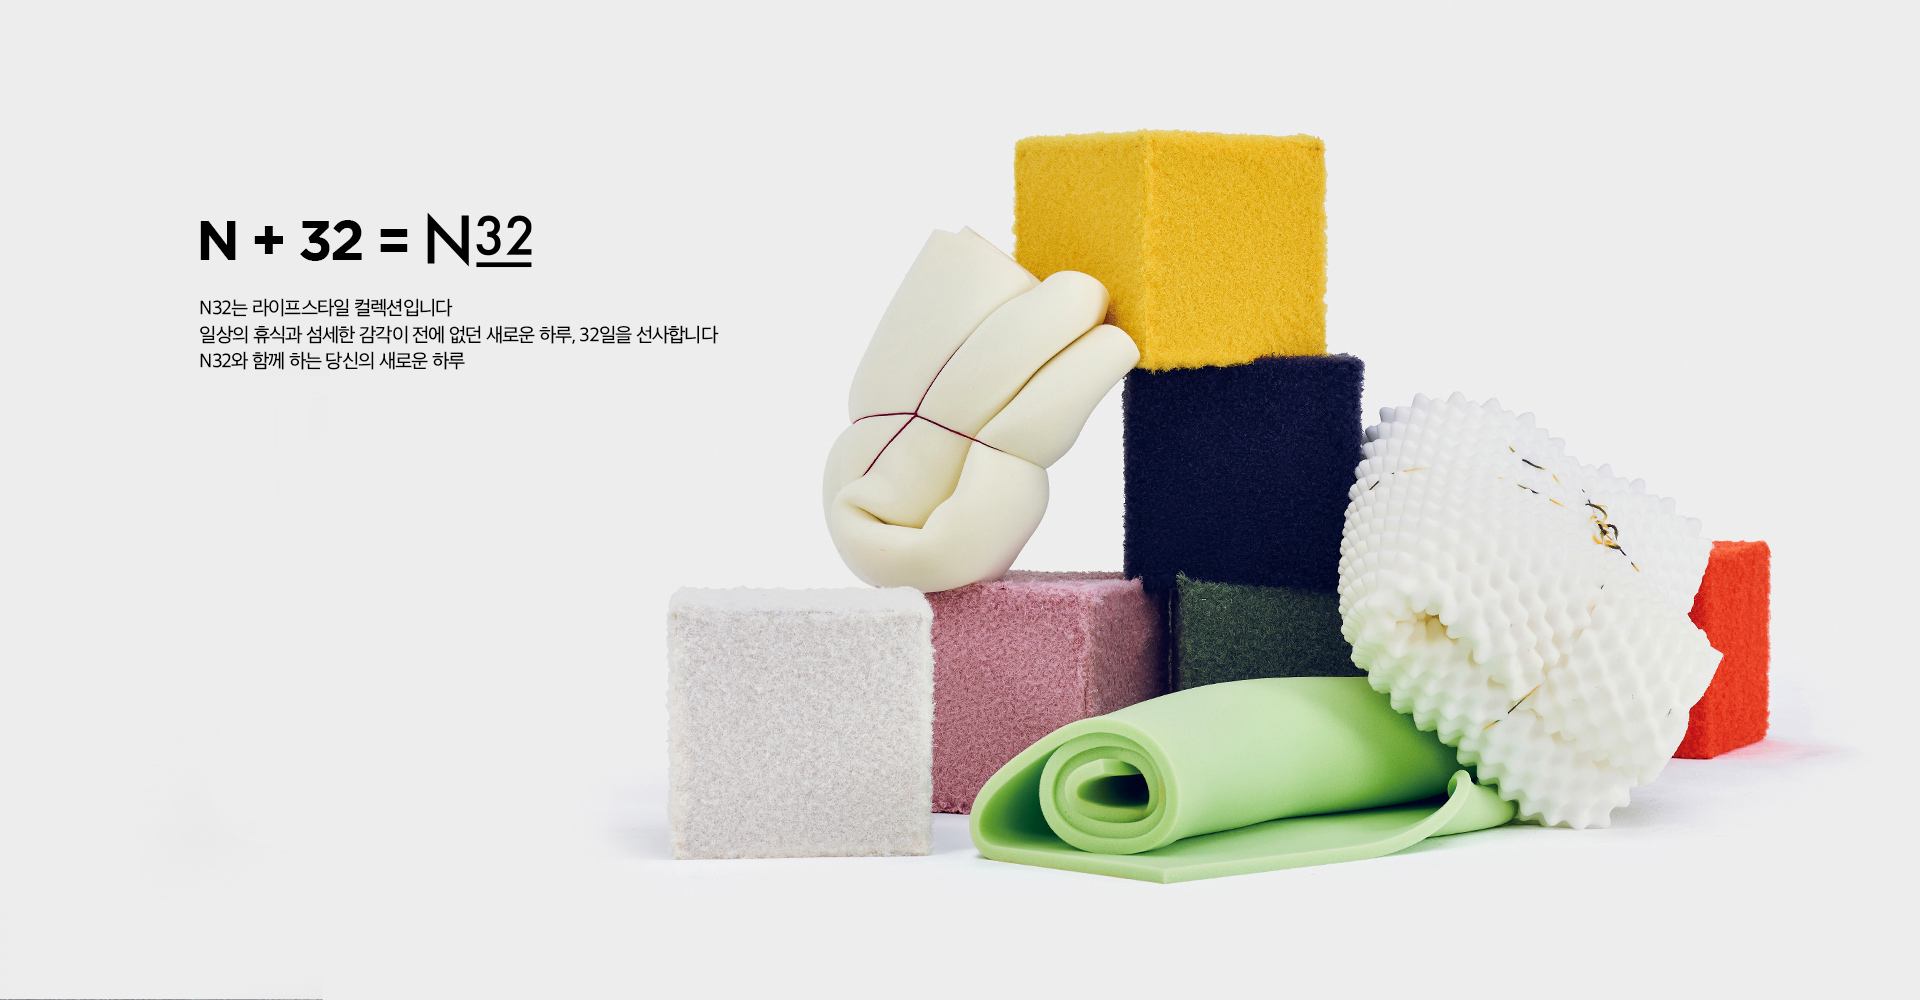 N + 32 = N32
N32는 라이프스타일 컬렉션입니다
일상의 휴식과 섬세한 감각이 전에 없던 새로운 하루, 32일을 선사합니다
N32와 함께 하는 당신의 새로운 하루